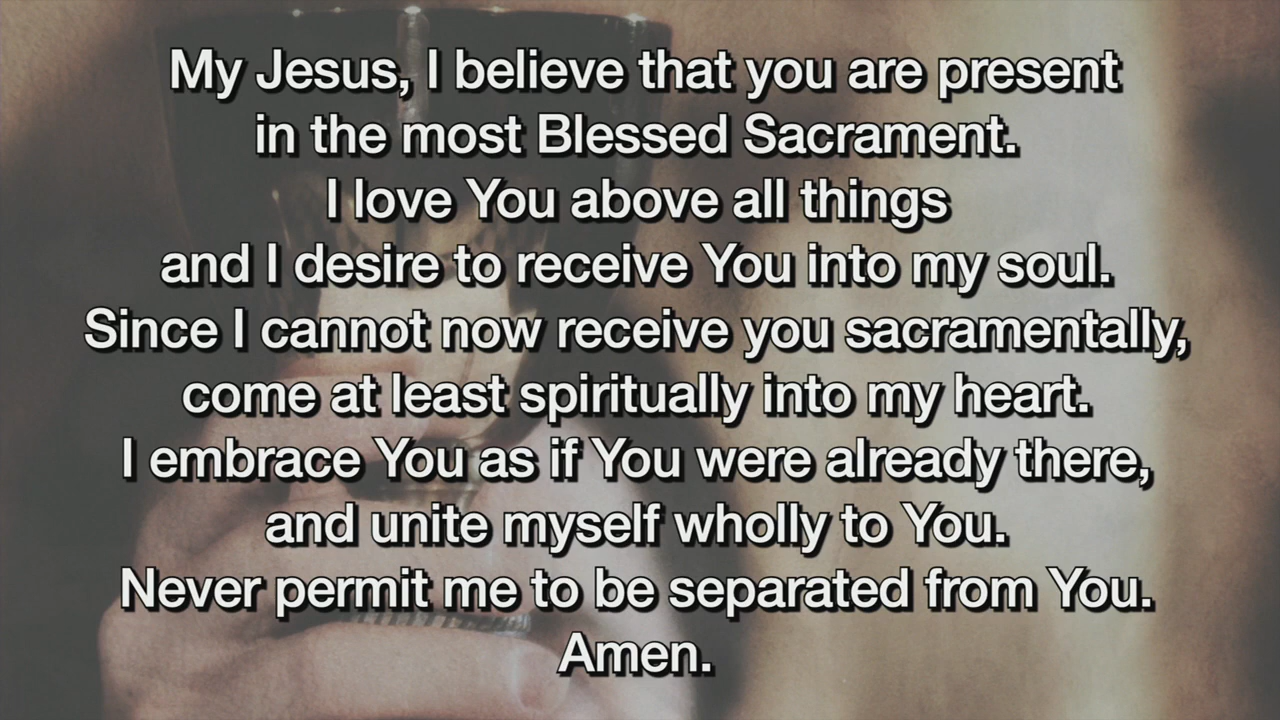 My Jesus, I believe that you are present
in the most Blessed Sacrament.
I love You above all things
and I desire to receive You into my soul.
Since I cannot now receive you sacramentally,
come at least spiritually into my heart.
I embrace You as if You were already there,
and unite myself wholly to You.
Never permit me to be separated from You.
Amen.